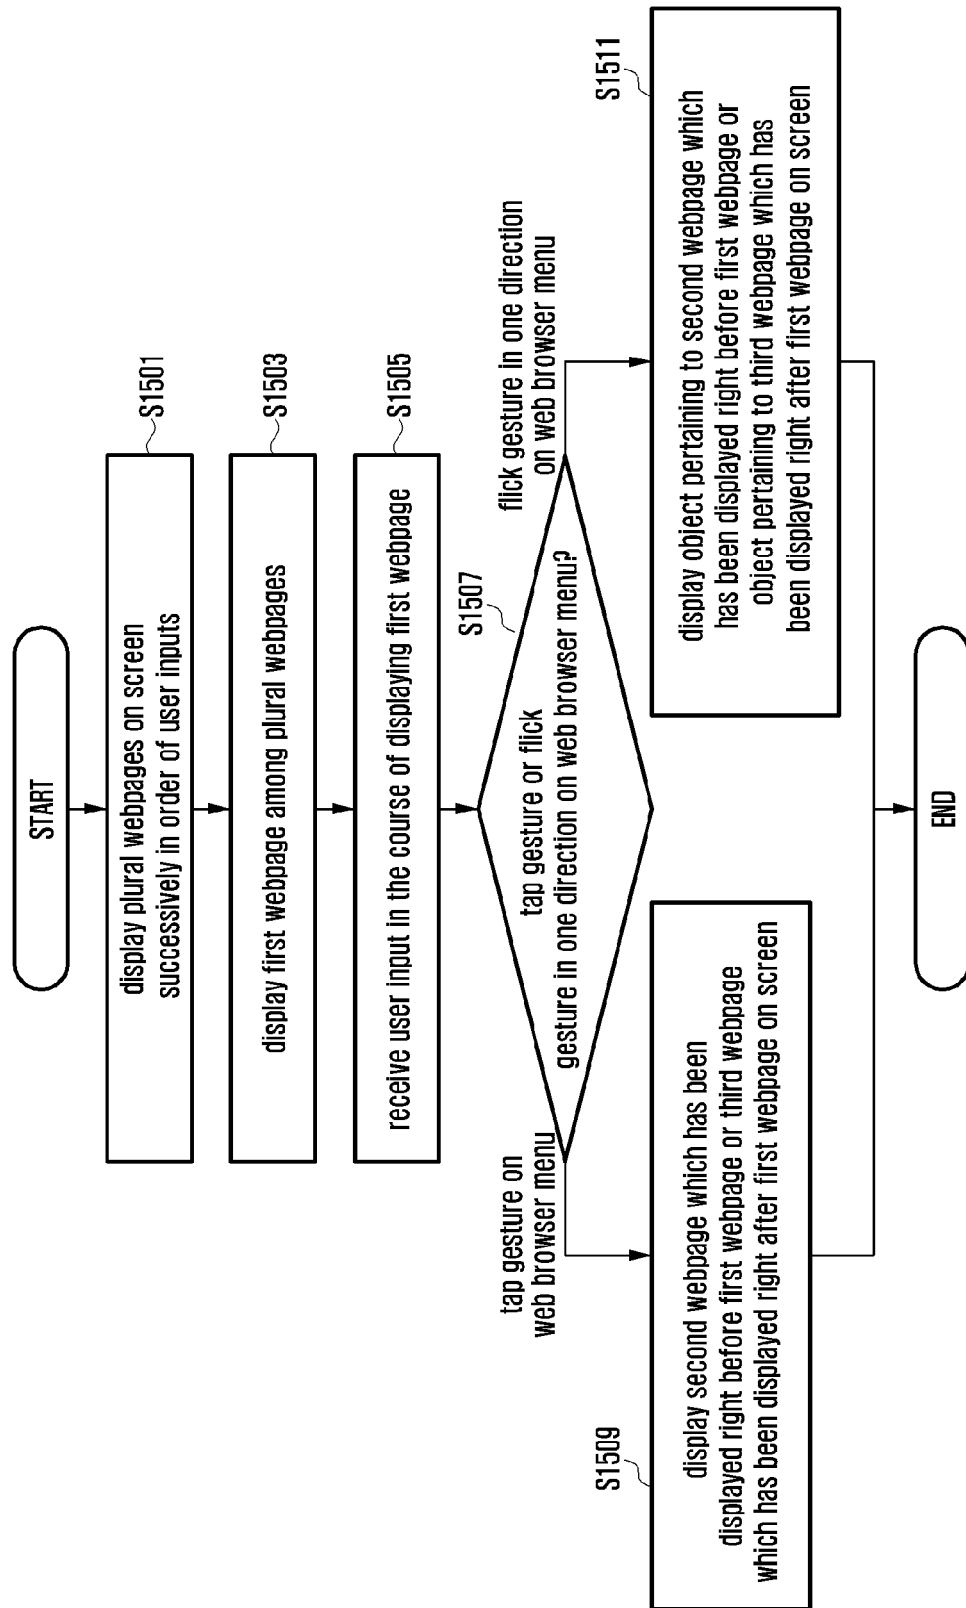 START
S1501
display plural webpages on screen
successively in order of user inputs
S1503
display first webpage among plural webpages
S1505
receive user input in the course of displaying first webpage
S1507
tap gesture or flick
gesture in one direction on web browser menu?
tap gesture on
web browser menu
flick gesture in one direction
on web browser menu
S1509
display second webpage which has been
displayed right before first webpage or third webpage
which has been displayed right after first webpage on screen
S1511
display object pertaining to second webpage which
has been displayed right before first webpage or
object pertaining to third webpage which has
been displayed right after first webpage on screen
END